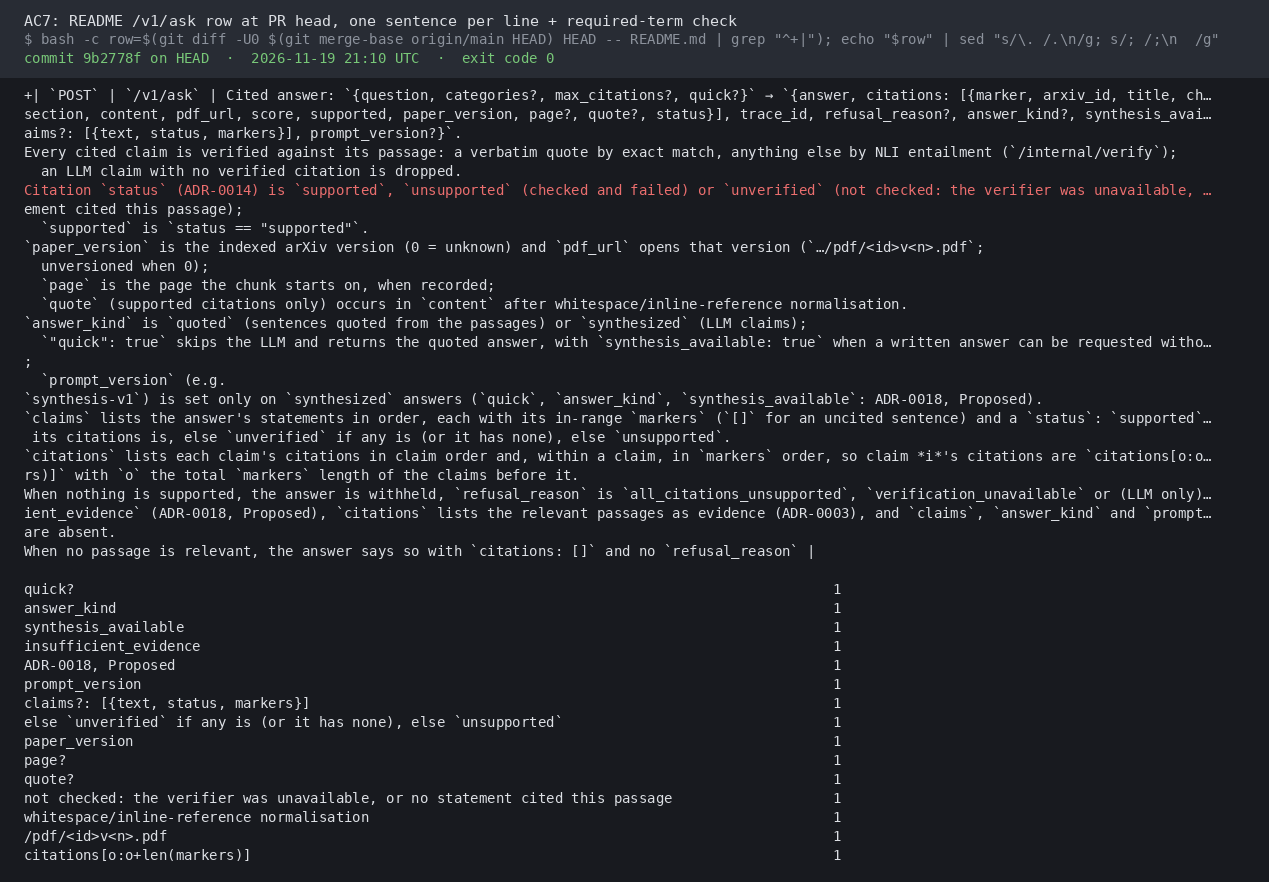 AC7: README /v1/ask row at PR head, one sentence per line + required-term check
$ bash -c row=$(git diff -U0 $(git merge-base origin/main HEAD) HEAD -- README.md | grep "^+|"); echo "$row" | sed "s/\. /.\n/g; s/; /;\n  /g"
commit 9b2778f on HEAD  ·  2026-11-19 21:10 UTC  ·  exit code 0
+| `POST` | `/v1/ask` | Cited answer: `{question, categories?, max_citations?, quick?}` → `{answer, citations: [{marker, arxiv_id, title, ch…
section, content, pdf_url, score, supported, paper_version, page?, quote?, status}], trace_id, refusal_reason?, answer_kind?, synthesis_avai…
aims?: [{text, status, markers}], prompt_version?}`.
Every cited claim is verified against its passage: a verbatim quote by exact match, anything else by NLI entailment (`/internal/verify`);
  an LLM claim with no verified citation is dropped.
Citation `status` (ADR-0014) is `supported`, `unsupported` (checked and failed) or `unverified` (not checked: the verifier was unavailable, …
ement cited this passage);
  `supported` is `status == "supported"`.
`paper_version` is the indexed arXiv version (0 = unknown) and `pdf_url` opens that version (`…/pdf/<id>v<n>.pdf`;
  unversioned when 0);
  `page` is the page the chunk starts on, when recorded;
  `quote` (supported citations only) occurs in `content` after whitespace/inline-reference normalisation.
`answer_kind` is `quoted` (sentences quoted from the passages) or `synthesized` (LLM claims);
  `"quick": true` skips the LLM and returns the quoted answer, with `synthesis_available: true` when a written answer can be requested witho…
;
  `prompt_version` (e.g.
`synthesis-v1`) is set only on `synthesized` answers (`quick`, `answer_kind`, `synthesis_available`: ADR-0018, Proposed).
`claims` lists the answer's statements in order, each with its in-range `markers` (`[]` for an uncited sentence) and a `status`: `supported`…
 its citations is, else `unverified` if any is (or it has none), else `unsupported`.
`citations` lists each claim's citations in claim order and, within a claim, in `markers` order, so claim *i*'s citations are `citations[o:o…
rs)]` with `o` the total `markers` length of the claims before it.
When nothing is supported, the answer is withheld, `refusal_reason` is `all_citations_unsupported`, `verification_unavailable` or (LLM only)…
ient_evidence` (ADR-0018, Proposed), `citations` lists the relevant passages as evidence (ADR-0003), and `claims`, `answer_kind` and `prompt…
are absent.
When no passage is relevant, the answer says so with `citations: []` and no `refusal_reason` |
quick? 1
answer_kind 1
synthesis_available 1
insufficient_evidence 1
ADR-0018, Proposed 1
prompt_version 1
claims?: [{text, status, markers}] 1
else `unverified` if any is (or it has none), else `unsupported` 1
paper_version 1
page? 1
quote? 1
not checked: the verifier was unavailable, or no statement cited this passage 1
whitespace/inline-reference normalisation 1
/pdf/<id>v<n>.pdf 1
citations[o:o+len(markers)] 1